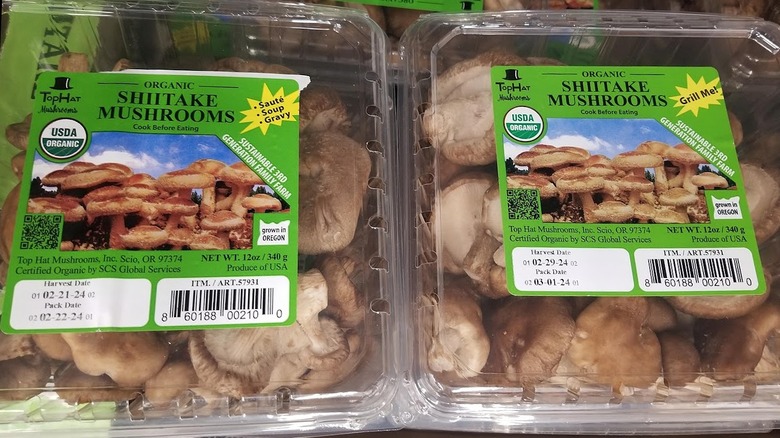 TOPHAT
Mushrooms
ORGANIC
SHIITAKE
MUSHROOMS
Cook Before Eating
• Sauté
• Soup
• Gravy
USDA
ORGANIC
SUSTAINABLE 3RD
GENERATION FAMILY FARM
grown in
OREGON
Top Hat Mushrooms, Inc. Scio, OR 97374
NET WT. 12oz / 340 g
Certified Organic by SCS Global Services
Produce of USA
Harvest Date
01 02-21-24 02
Pack Date
02 02-22-24 01
ITM. / ART.57931
8 60188 00210 0
TOPHAT
Mushrooms
ORGANIC
SHIITAKE
MUSHROOMS
Cook Before Eating
Grill Me!
USDA
ORGANIC
SUSTAINABLE 3RD
GENERATION FAMILY FARM
grown in
OREGON
Top Hat Mushrooms, Inc. Scio, OR 97374
NET WT. 12oz / 340 g
Certified Organic by SCS Global Services
Produce of USA
Harvest Date
01 02-29-24 02
Pack Date
02 03-01-24 01
ITM. / ART.57931
8 60188 00210 0